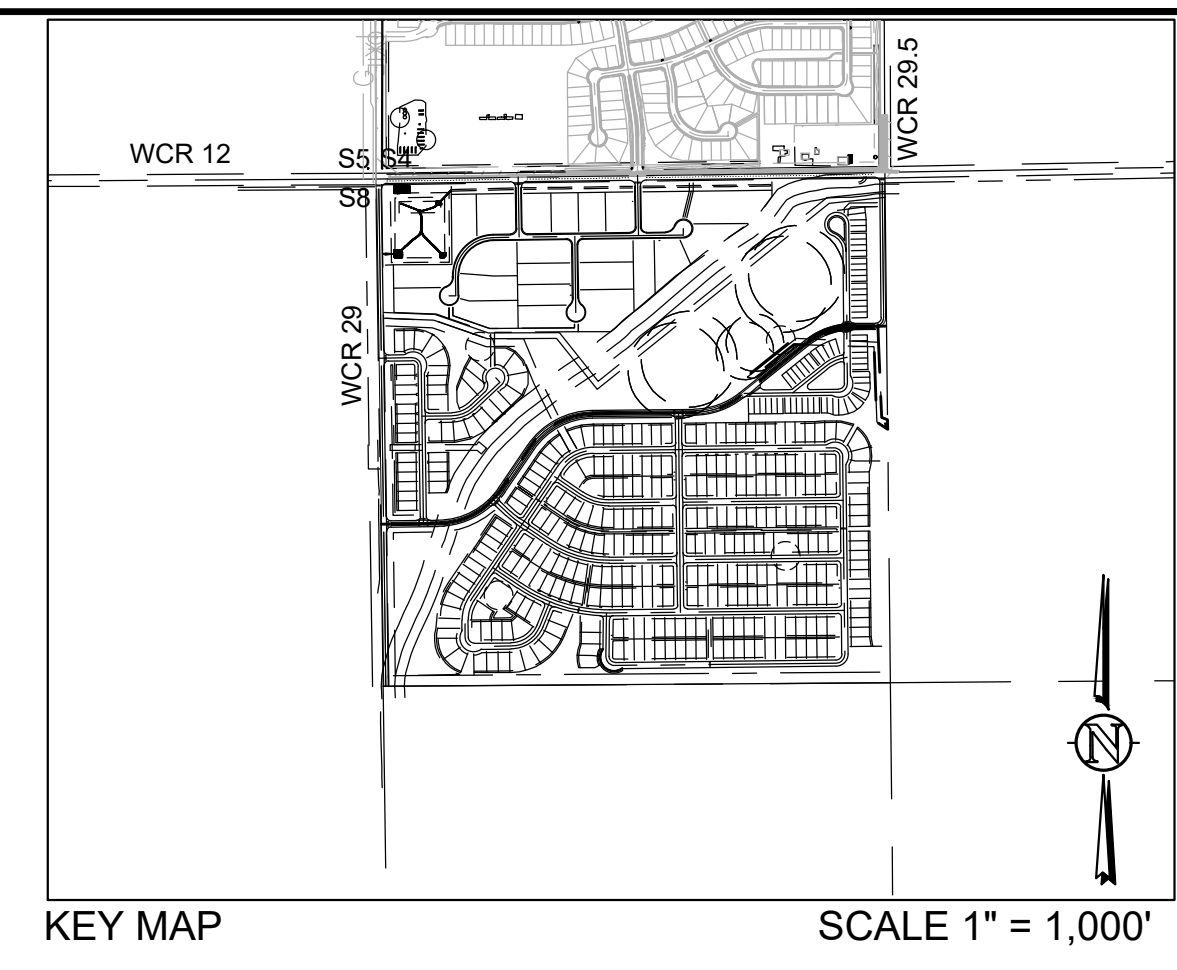 WCR 29.5
WCR 12
S5 S4
S8
WCR 29
N
KEY MAP
SCALE 1" = 1,000'